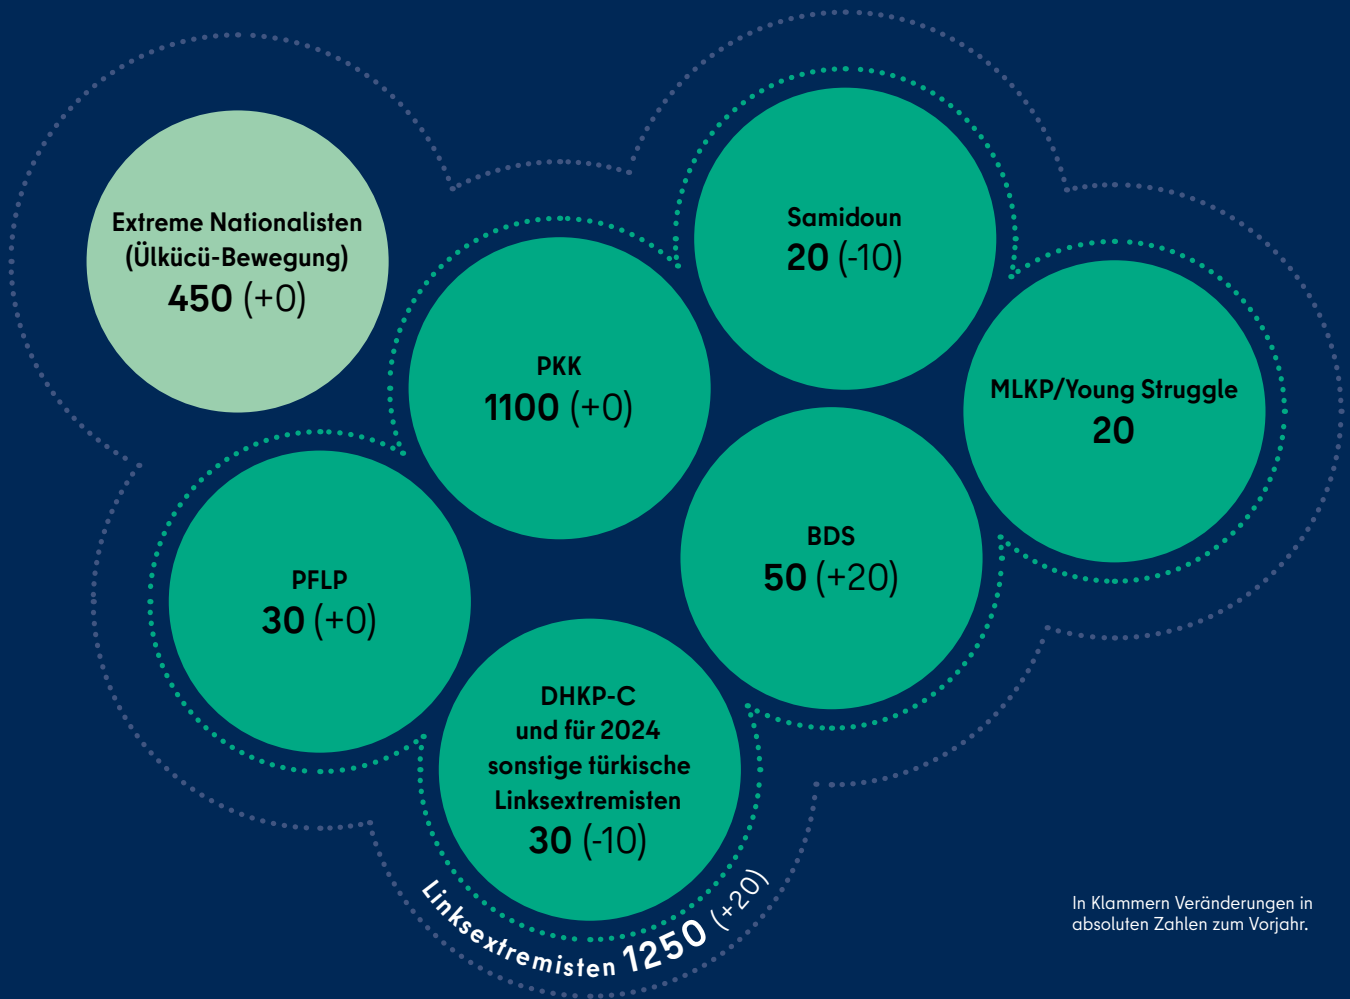 Extreme Nationalisten
(Ülkücü-Bewegung)
450 (+0)
Samidoun
20 (-10)
PKK
1100 (+0)
MLKP/Young Struggle
20
BDS
50 (+20)
PFLP
30 (+0)
DHKP-C
und für 2024
sonstige türkische
Linksextremisten
30 (-10)
Linksextremisten 1250 (+20)
In Klammern Veränderungen in
absoluten Zahlen zum Vorjahr.